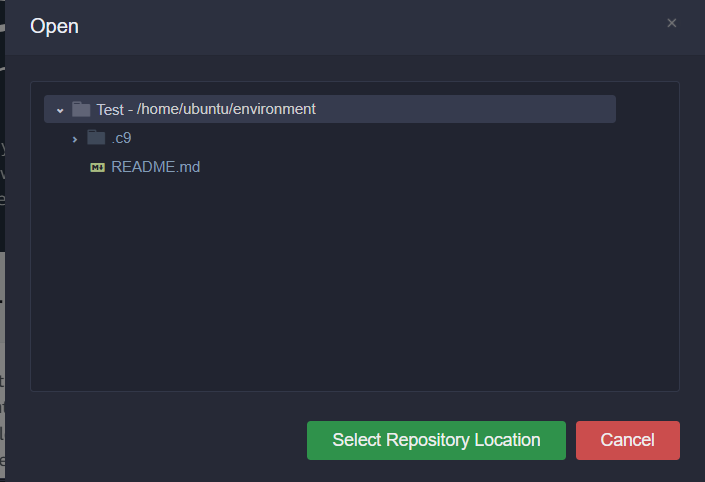 Open
×
Test - /home/ubuntu/environment
.c9
README.md
Select Repository Location
Cancel